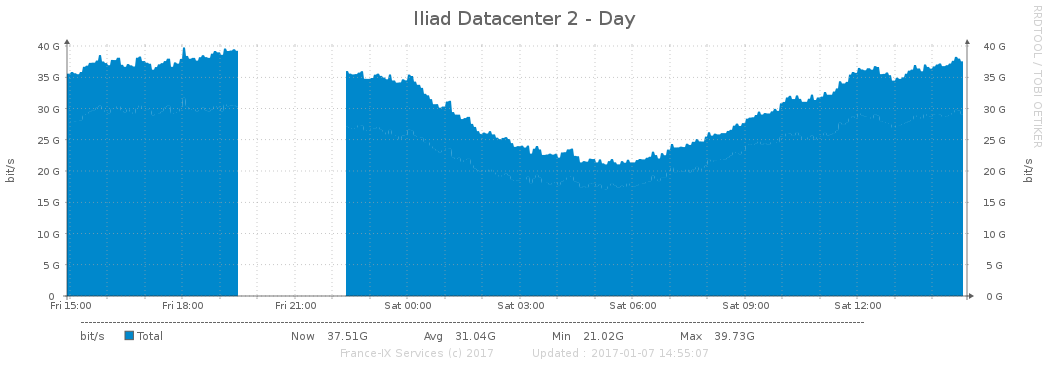 Iliad Datacenter 2 - Day
RRDTOOL / TOBI OETIKER
40 G 40 G
35 G 35 G
30 G 30 G
25 G 25 G
20 G 20 G
15 G 15 G
10 G 10 G
5 G 5 G
0 0 G
bit/s bit/s
Fri 15:00 Fri 18:00 Fri 21:00 Sat 00:00 Sat 03:00 Sat 06:00 Sat 09:00 Sat 12:00
bit/s Total Now 37.51G Avg 31.04G Min 21.02G Max 39.73G
France-IX Services (c) 2017 Updated : 2017-01-07 14:55:07